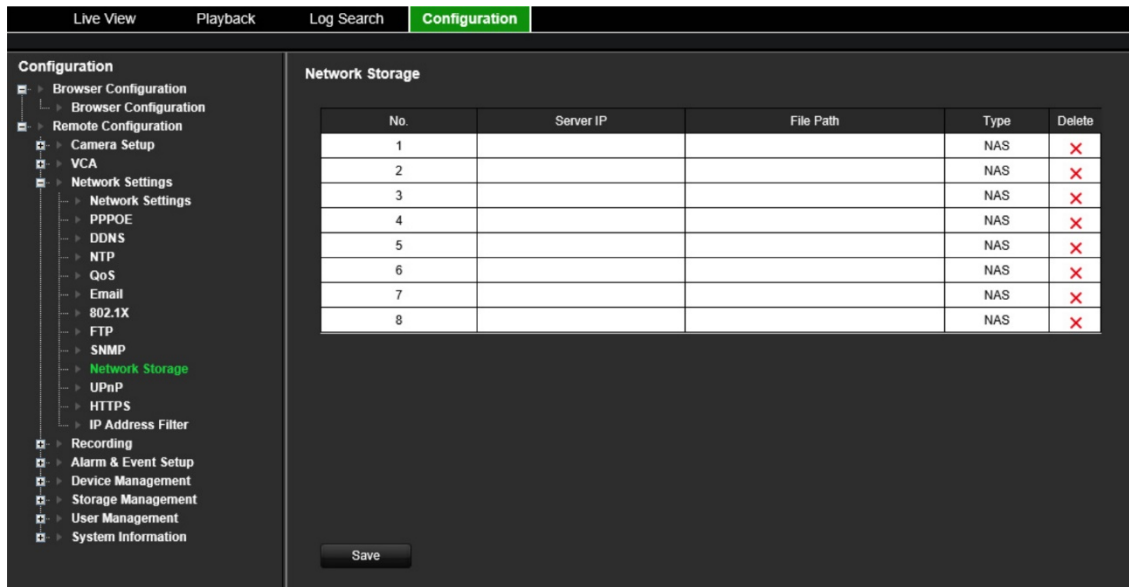 Live View Playback Log Search Configuration
Configuration
Browser Configuration
Browser Configuration
Remote Configuration
Camera Setup
VCA
Network Settings
Network Settings
PPPOE
DDNS
NTP
QoS
Email
802.1X
FTP
SNMP
Network Storage
UPnP
HTTPS
IP Address Filter
Recording
Alarm & Event Setup
Device Management
Storage Management
User Management
System Information
Network Storage
No. Server IP File Path Type Delete
1 NAS
2 NAS
3 NAS
4 NAS
5 NAS
6 NAS
7 NAS
8 NAS
Save